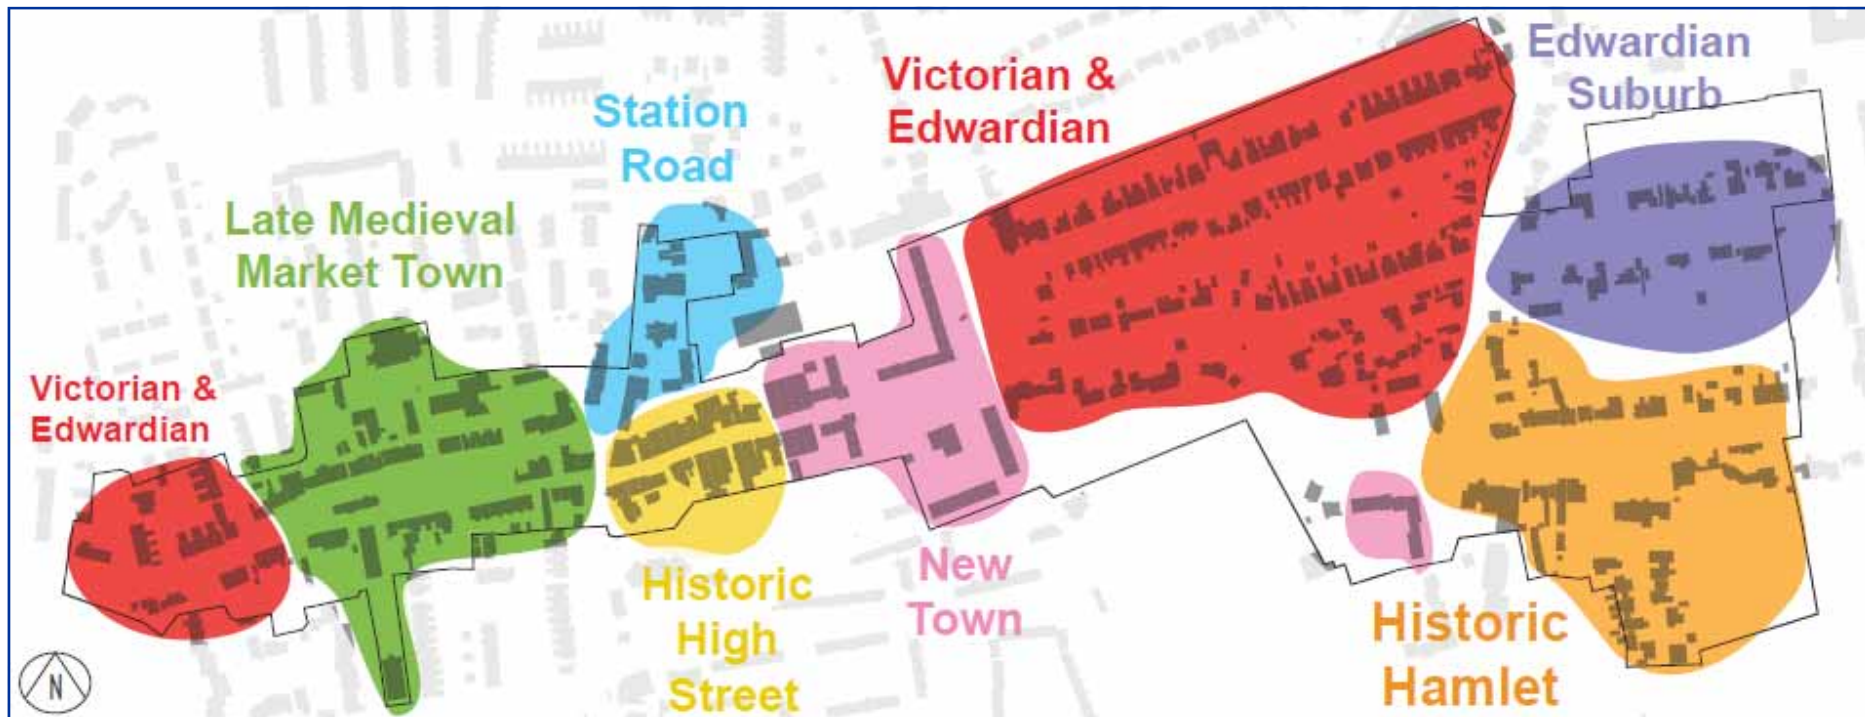 Victorian &
Edwardian
Late Medieval
Market Town
Station
Road
Historic
High
Street
New
Town
Victorian &
Edwardian
Edwardian
Suburb
Historic
Hamlet
N